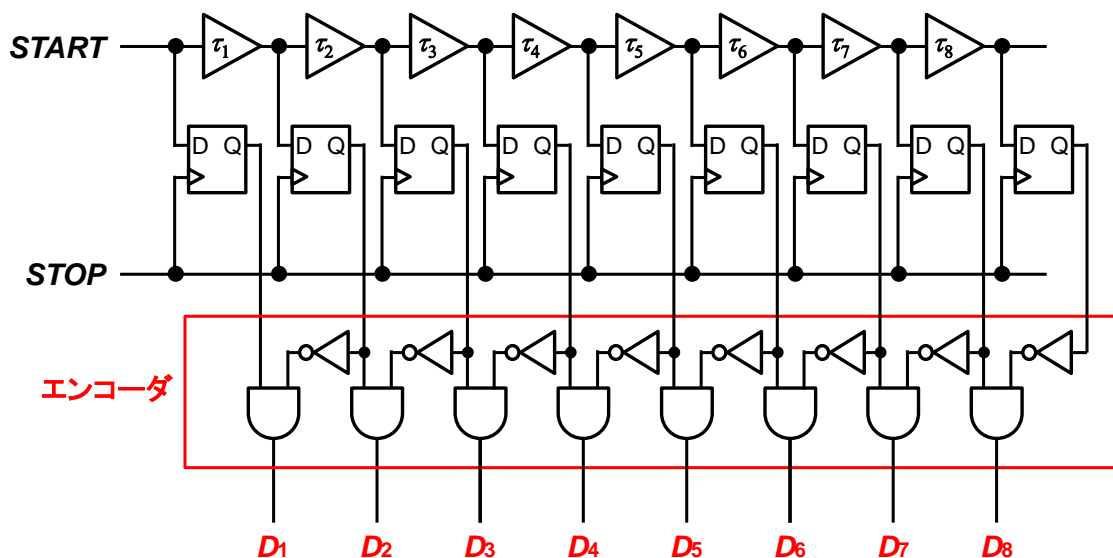 START τ1 τ2 τ3 τ4 τ5 τ6 τ7 τ8
D Q D Q D Q D Q D Q D Q D Q D Q D Q
STOP
エンコーダ
D1 D2 D3 D4 D5 D6 D7 D8